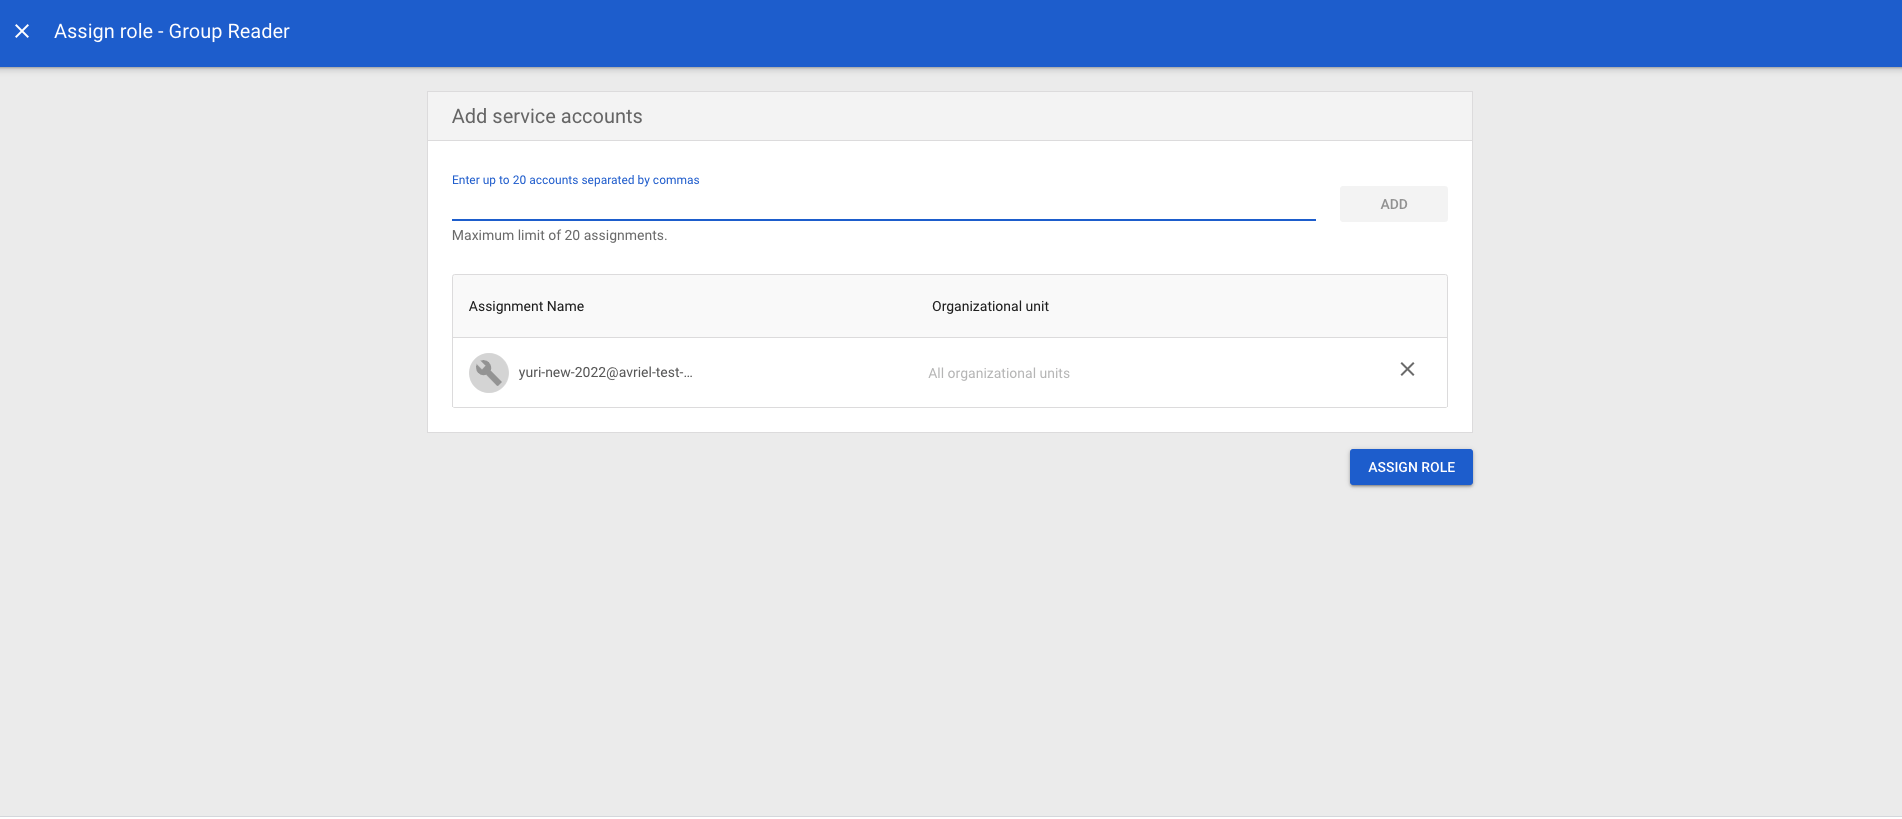 Assign role - Group Reader
Add service accounts
Enter up to 20 accounts separated by commas
ADD
Maximum limit of 20 assignments.
Assignment Name Organizational unit
yuri-new-2022@avriel-test-... All organizational units
ASSIGN ROLE